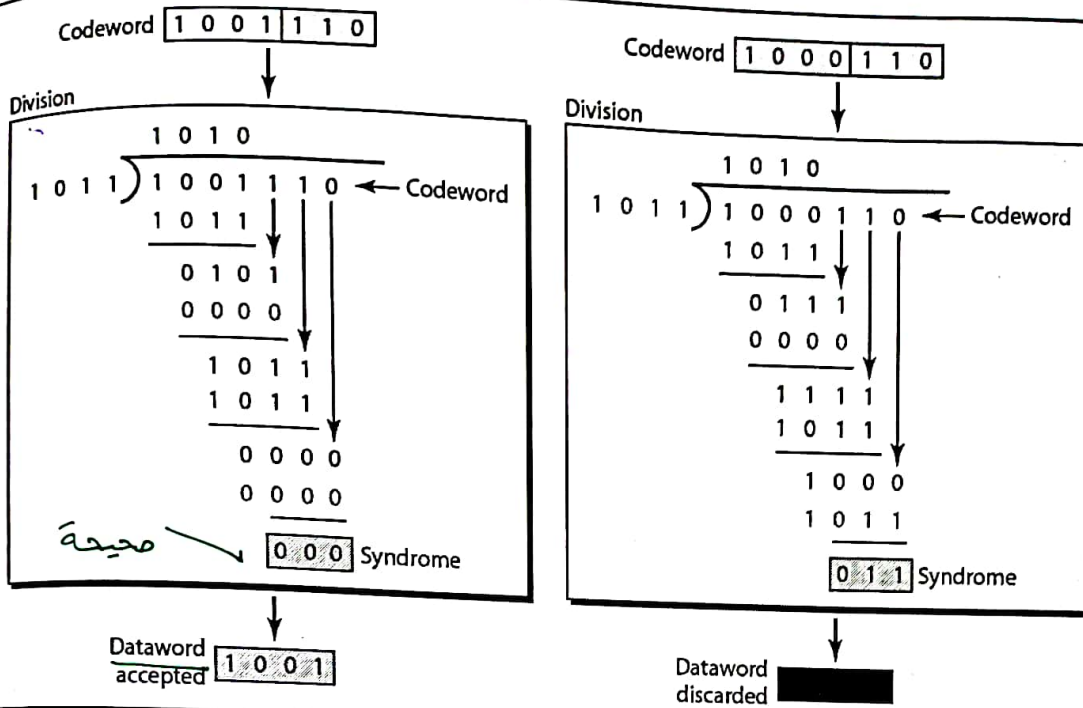 Codeword 1 0 0 1 1 1 0
Division
1 0 1 0
1 0 1 1 ) 1 0 0 1 1 1 0 ← Codeword
1 0 1 1
0 1 0 1
0 0 0 0
1 0 1 1
1 0 1 1
0 0 0 0
0 0 0 0
صحيحة
0 0 0 Syndrome
Dataword
accepted 1 0 0 1
Codeword 1 0 0 0 1 1 0
Division
1 0 1 0
1 0 1 1 ) 1 0 0 0 1 1 0 ← Codeword
1 0 1 1
0 1 1 1
0 0 0 0
1 1 1 1
1 0 1 1
1 0 0 0
1 0 1 1
0 1 1 Syndrome
Dataword
discarded